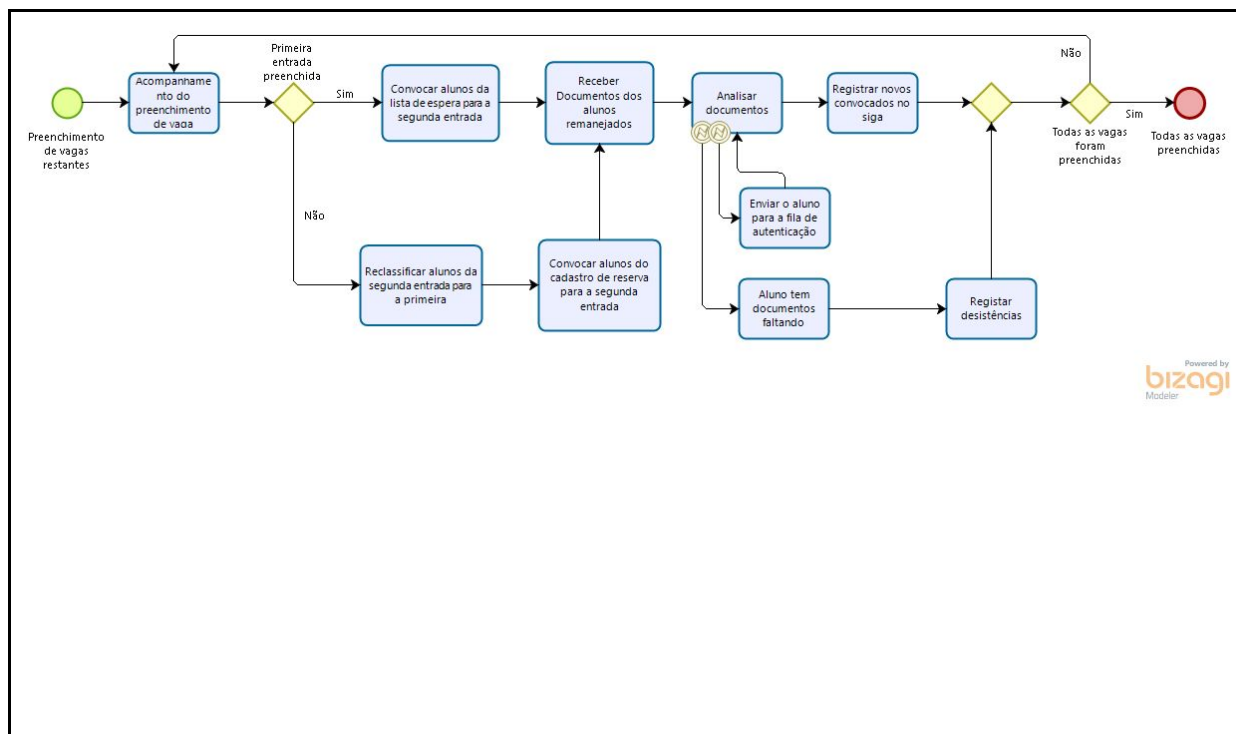 Preenchimento
de vagas
restantes
Acompanhame
nto do
preenchimento
de vaga
Primeira
entrada
preenchida
Sim
Não
Convocar alunos da
lista de espera para a
segunda entrada
Receber
Documentos dos
alunos
remanejados
Analisar
documentos
Registrar novos
convocados no
siga
Não
Todas as vagas
foram
preenchidas
Sim
Todas as vagas
preenchidas
Enviar o aluno
para a fila de
autenticação
Reclassificar alunos da
segunda entrada para
a primeira
Convocar alunos do
cadastro de reserva
para a segunda
entrada
Aluno tem
documentos
faltando
Registar
desistências
Powered by
bizagi
Modeler